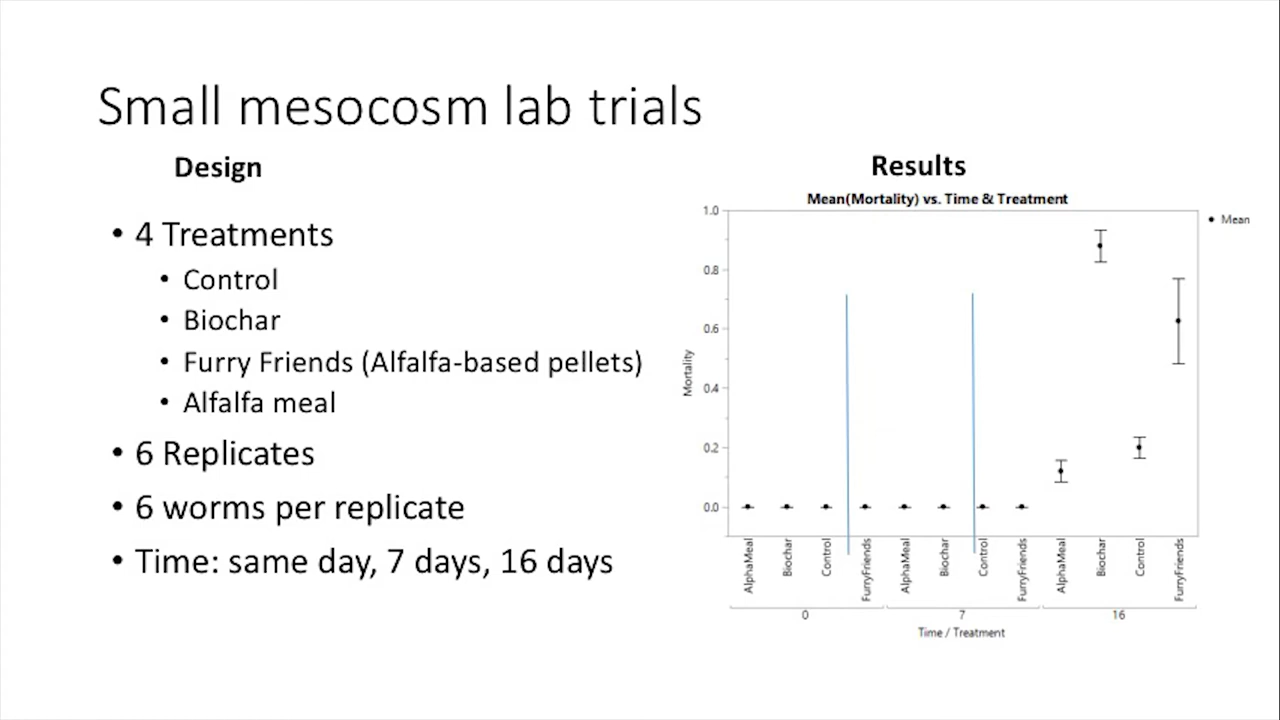 Small mesocosm lab trials
Design
• 4 Treatments
• Control
• Biochar
• Furry Friends (Alfalfa-based pellets)
• Alfalfa meal
• 6 Replicates
• 6 worms per replicate
• Time: same day, 7 days, 16 days
Results
Mean(Mortality) vs. Time & Treatment
Mean
Mortality
1.0
0.8
0.6
0.4
0.2
0.0
AlphaMeal
Biochar
Control
FurryFriends
AlphaMeal
Biochar
Control
FurryFriends
AlphaMeal
Biochar
Control
FurryFriends
0 7 16
Time / Treatment